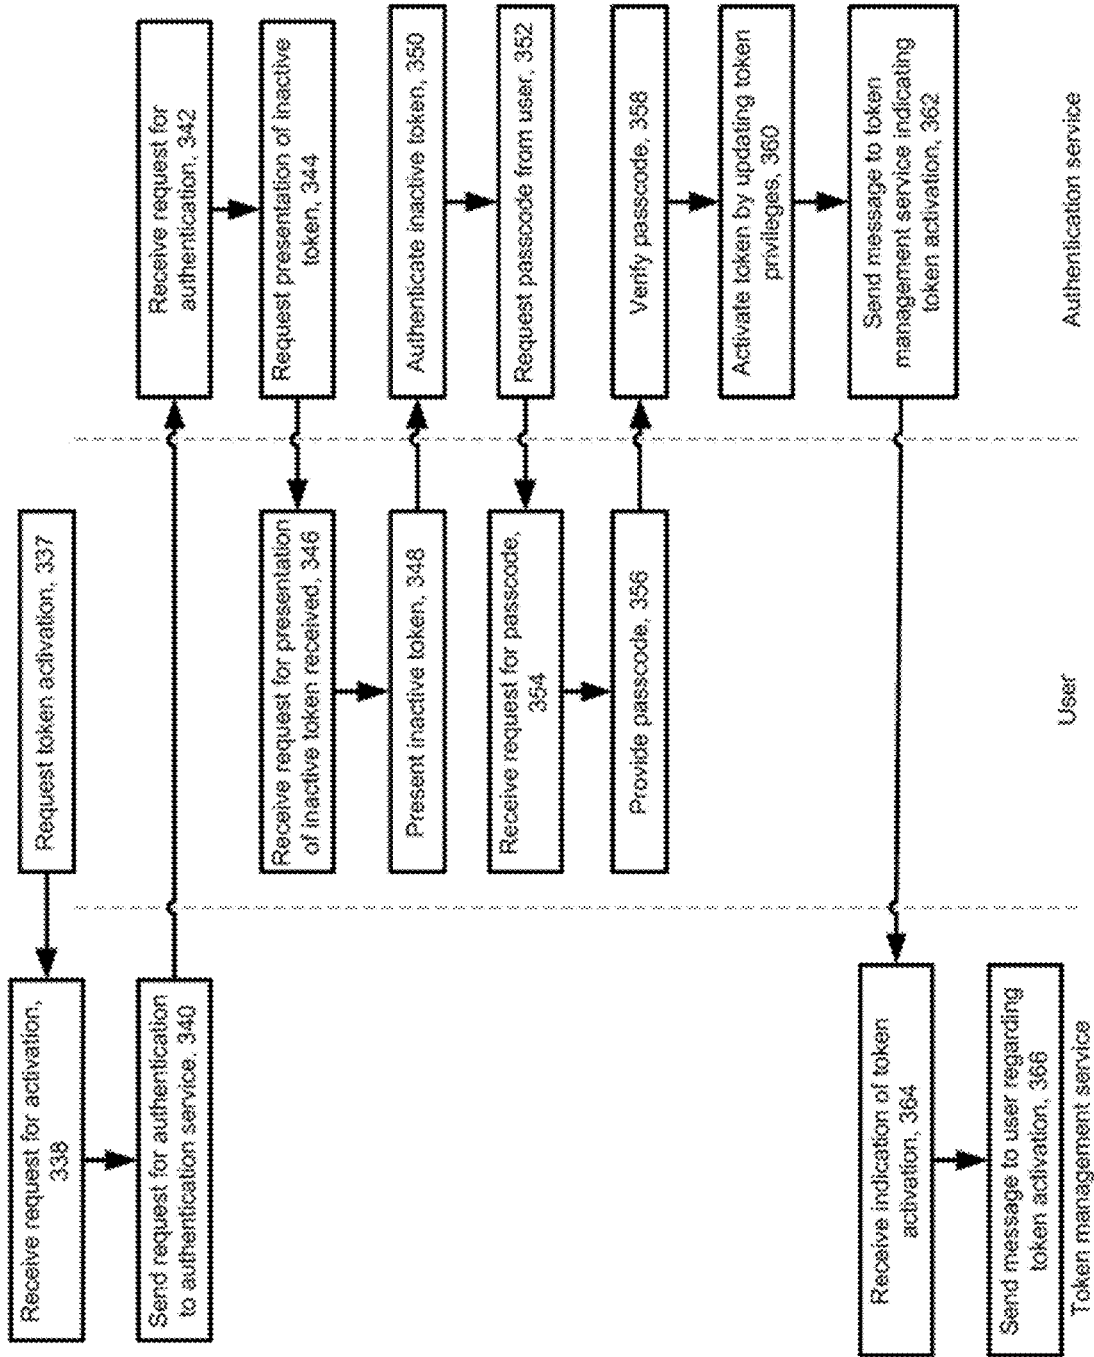 Request token activation, 337
Receive request for activation,
338
Send request for authentication
to authentication service, 340
Receive request for
authentication, 342
Request presentation of inactive
token, 344
Receive request for presentation
of inactive token received, 346
Present inactive token, 348
Authenticate inactive token, 350
Request passcode from user, 352
Receive request for passcode,
354
Provide passcode, 356
Verify passcode, 358
Activate token by updating token
privileges, 360
Send message to token
management service indicating
token activation, 362
Receive indication of token
activation, 364
Send message to user regarding
token activation, 366
Token management service
User
Authentication service